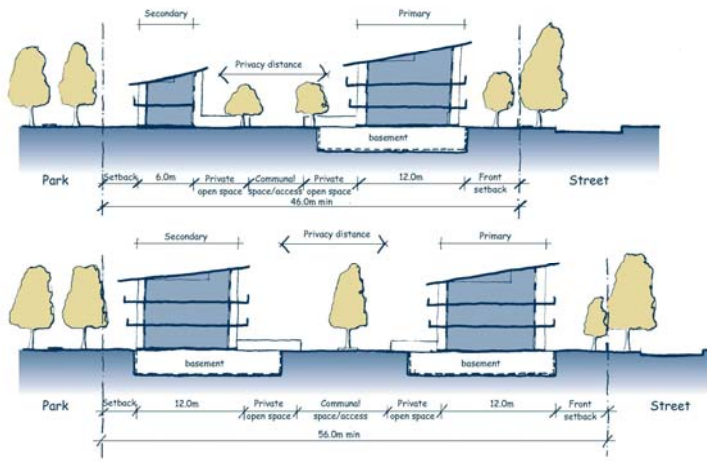 Secondary
Primary
Privacy distance
basement
Park
Setback
6.0m
Private
open space
Communal
space/access
Private
open space
12.0m
Front
setback
Street
46.0m min
Privacy distance
Secondary
Primary
basement
basement
Park
Setback
12.0m
Private
open space
Communal
space/access
Private
open space
12.0m
Front
setback
Street
56.0m min